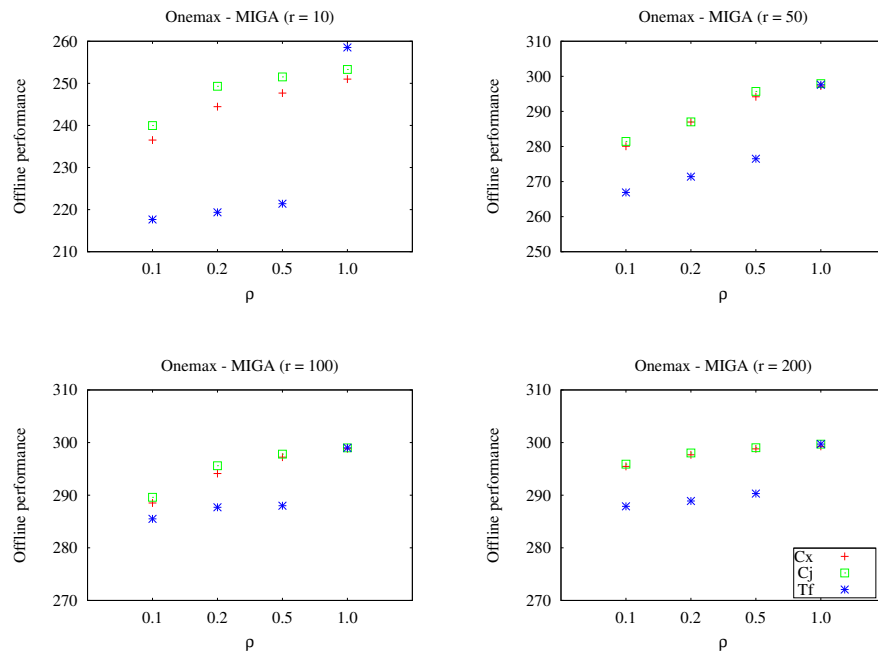 Onemax - MIGA (r = 10)
260
250
240
230
220
210
Offline performance
0.1 0.2 0.5 1.0
ρ
Onemax - MIGA (r = 50)
310
300
290
280
270
260
250
Offline performance
0.1 0.2 0.5 1.0
ρ
Onemax - MIGA (r = 100)
310
300
290
280
270
Offline performance
0.1 0.2 0.5 1.0
ρ
Onemax - MIGA (r = 200)
310
300
290
280
270
Offline performance
0.1 0.2 0.5 1.0
ρ
Cx
Cj
Tf